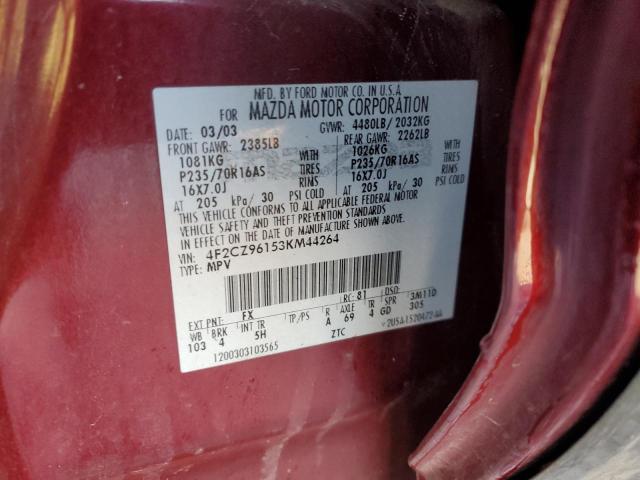 MFD. BY FORD MOTOR CO. IN U.S.A
FOR MAZDA MOTOR CORPORATION
DATE: 03/03 GVWR: 4480LB/ 2032KG
FRONT GAWR: 2385LB REAR GAWR: 2262LB
1081KG WITH 1026KG WITH
P235/70R16AS TIRES P235/70R16AS TIRES
16X7.0J RIMS 16X7.0J RIMS
AT 205 kPa/ 30 PSI COLD AT 205 kPa/ 30 PSI COLD
THIS VEHICLE CONFORMS TO ALL APPLICABLE FEDERAL MOTOR
VEHICLE SAFETY AND THEFT PREVENTION STANDARDS
IN EFFECT ON THE DATE OF MANUFACTURE SHOWN ABOVE.
VIN: 4F2CZ96153KM44264
TYPE: MPV
EXT PNT: FX RC: 81 DSO:
WB BRK INT TR TP/PS R AXLE TR SPR 3M11D
103 4 5H A 69 4 GD 305
1200303103565 ZTC